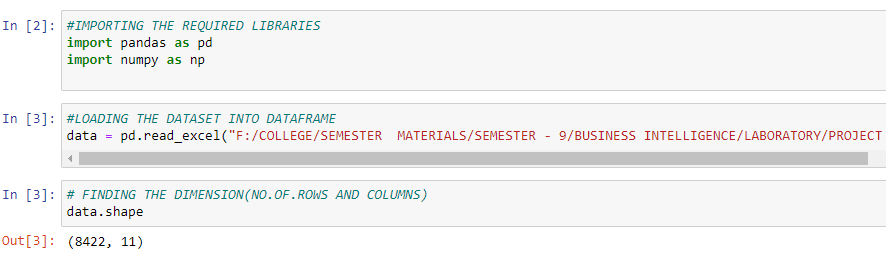 In [2]: #IMPORTING THE REQUIRED LIBRARIES
import pandas as pd
import numpy as np
In [3]: #LOADING THE DATASET INTO DATAFRAME
data = pd.read_excel("F:/COLLEGE/SEMESTER  MATERIALS/SEMESTER - 9/BUSINESS INTELLIGENCE/LABORATORY/PROJECT
In [3]: # FINDING THE DIMENSION(NO.OF.ROWS AND COLUMNS)
data.shape
Out[3]: (8422, 11)